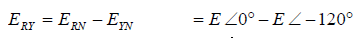 E_RY = E_RN − E_YN = E∠0° − E∠ −120°